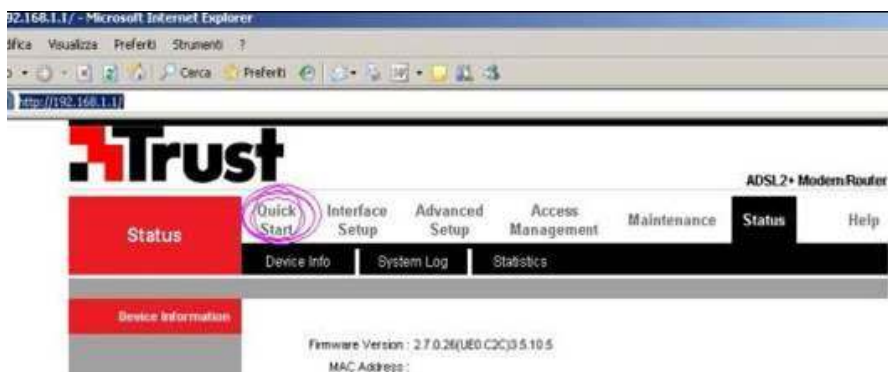 92.168.1.1/ - Microsoft Internet Explorer
difica Visualizza Preferiti Strumenti ?
Cerca Preferiti
http://192.168.1.1/
Trust
ADSL2+ Modem/Router
Status
Quick Start
Interface Setup
Advanced Setup
Access Management
Maintenance
Status
Help
Device Info
System Log
Statistics
Device Information
Firmware Version : 2.7.0.26(UE0.C2C)3.5.10.5
MAC Address :